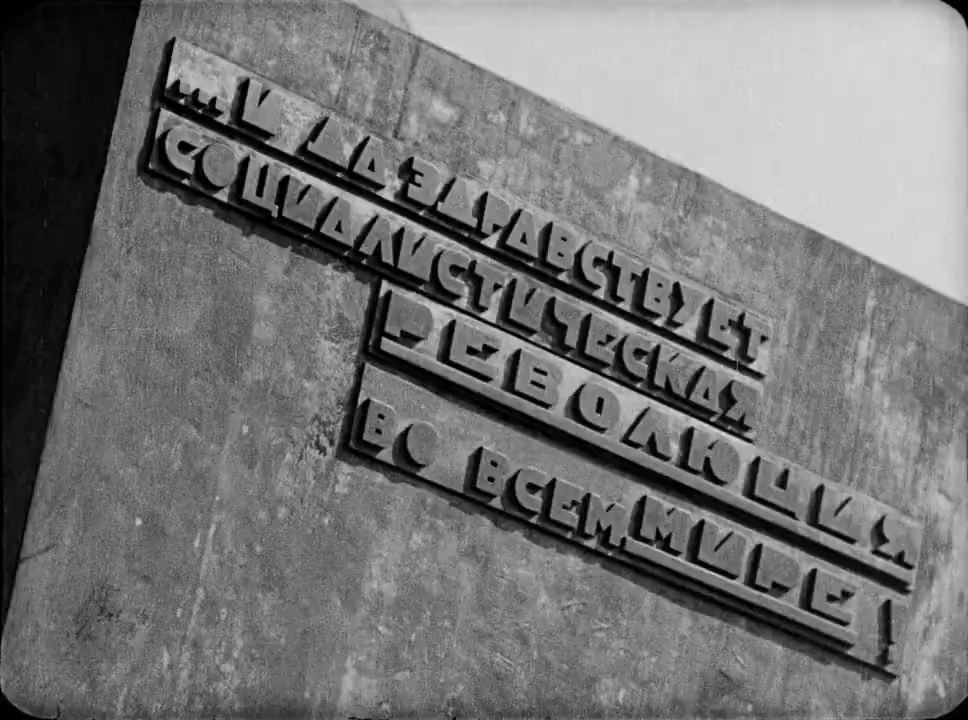 ...И ДА ЗДРАВСТВУЕТ
СОЦИАЛИСТИЧЕСКАЯ
РЕВОЛЮЦИЯ
ВО ВСЕМ МИРЕ!